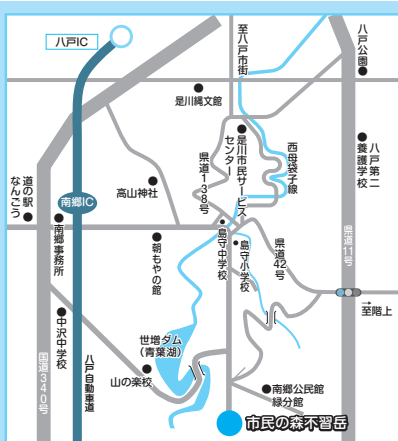 八戸IC
至八戸市街
八戸公園
是川縄文館
是川市民サービス
センター
西母袋子線
八戸第二
養護学校
県道138号
道の駅
なんごう
高山神社
南郷IC
南郷事務所
朝もやの館
島守中学校
島守小学校
県道42号
県道11号
→
至階上
中沢中学校
世増ダム
(青葉湖)
国道340号
八戸自動車道
山の楽校
南郷公民館
緑分館
市民の森不習岳